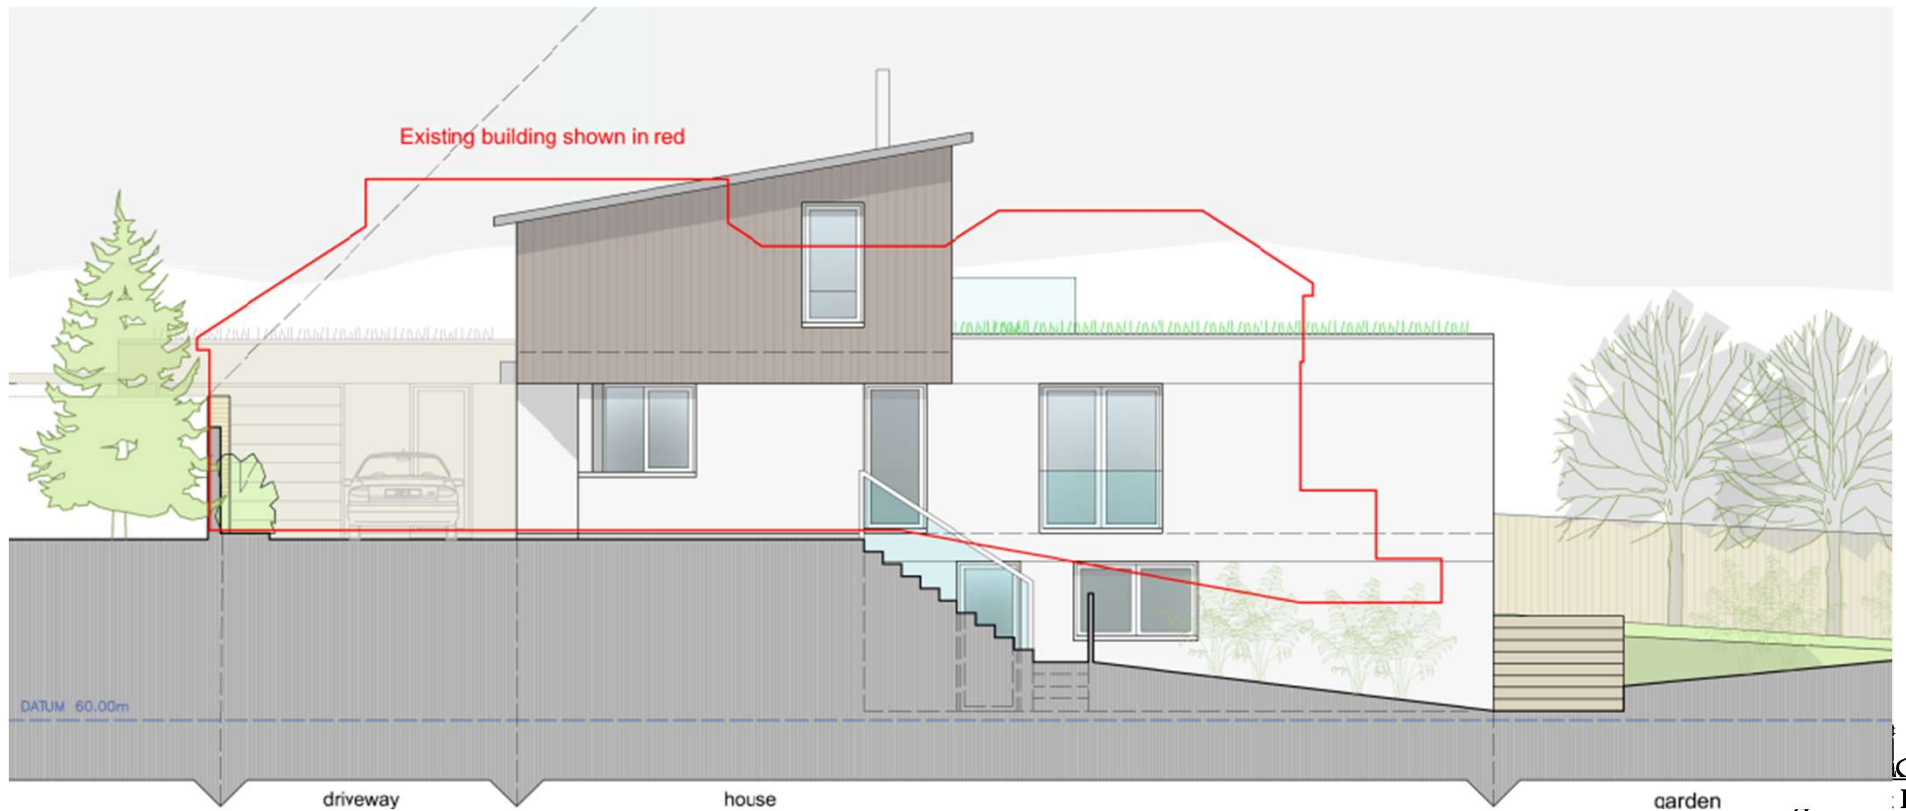 Existing building shown in red
DATUM 60.00m
driveway
house
garden